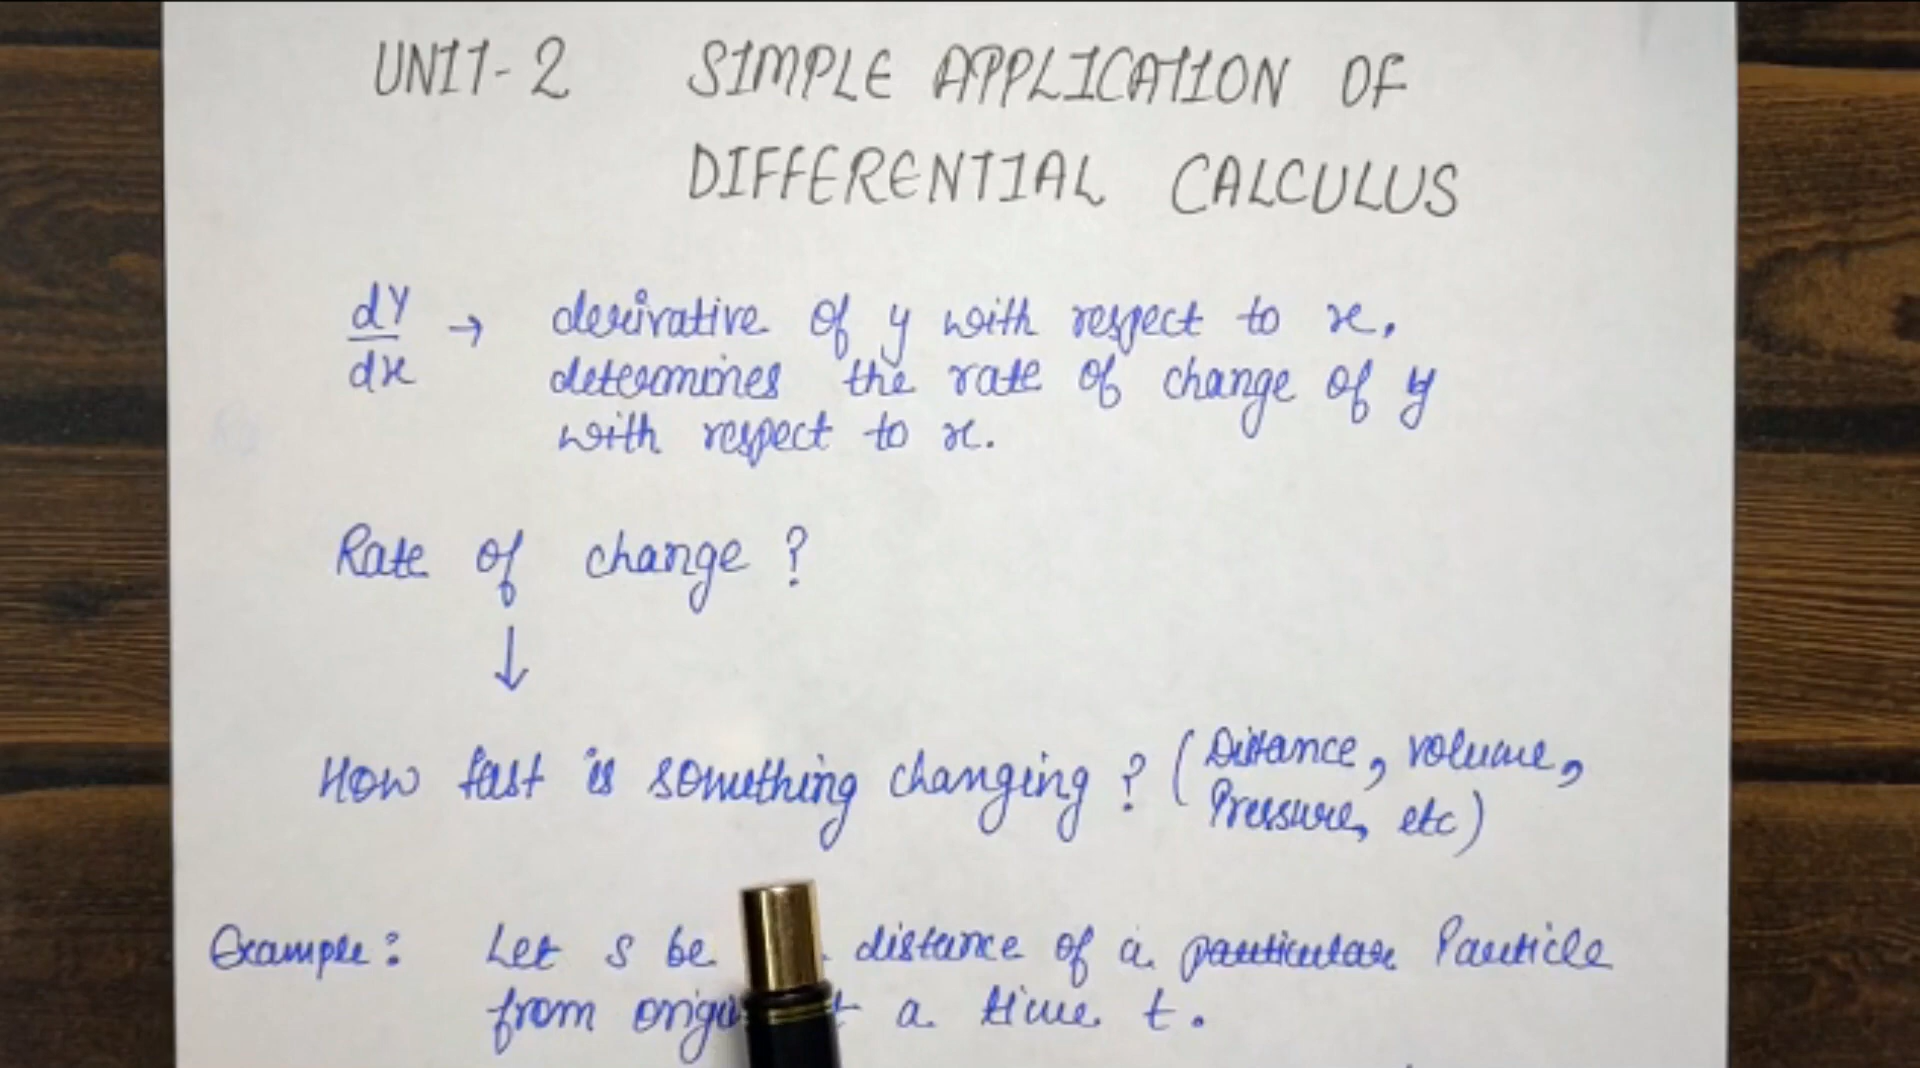 UNIT-2 SIMPLE APPLICATION OF
DIFFERENTIAL CALCULUS
dy/dx → derivative of y with respect to x,
determines the rate of change of y
with respect to x.
Rate of change ?
↓
How fast is something changing ? (Distance, volume,
Pressure, etc)
Example: Let s be distance of a particular Particle
from a time t.